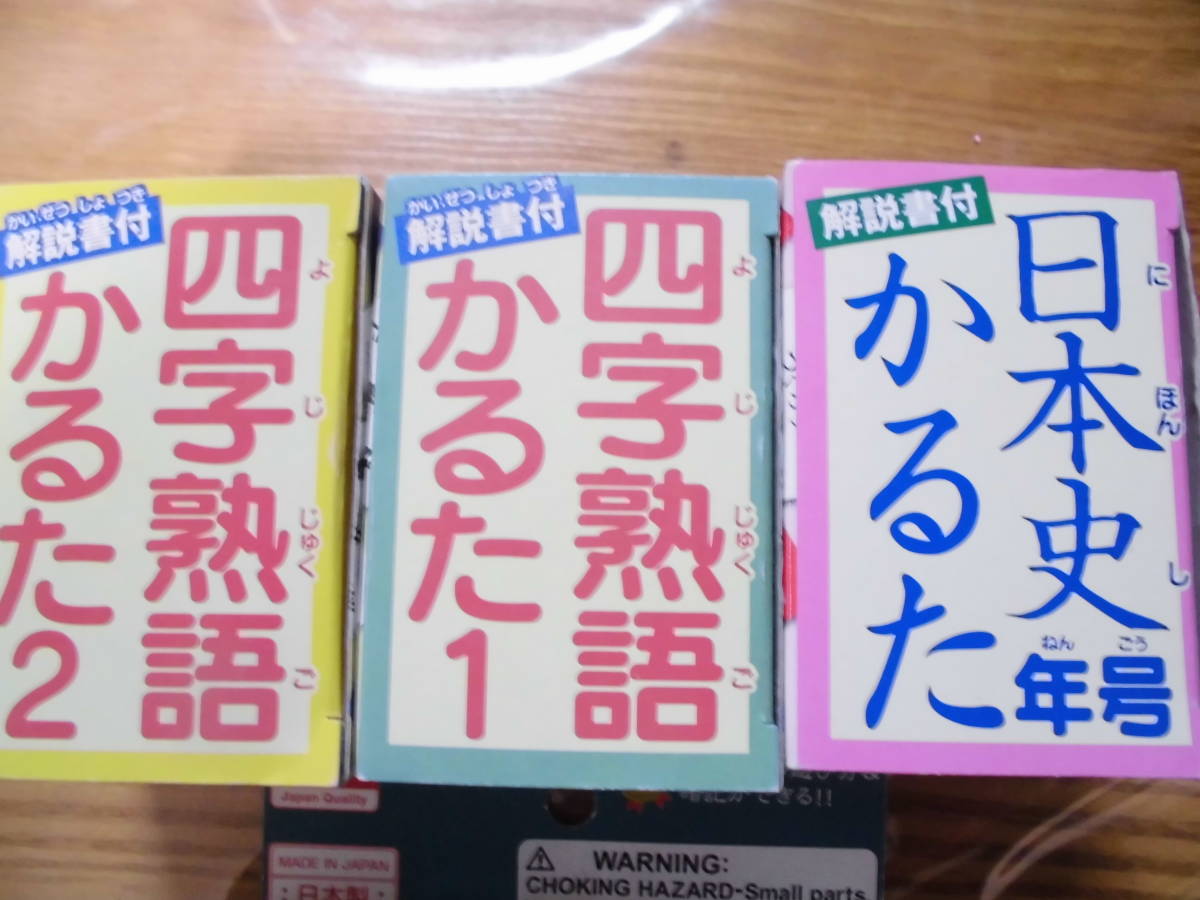 かいせつしょつき
解説書付
四字熟語
よじじゅくご
かるた2
かいせつしょつき
解説書付
四字熟語
よじじゅくご
かるた1
解説書付
日本史
にほんし
年号
ねんごう
かるた
Japan Quality
できる!!
MADE IN JAPAN
日本製
WARNING:
CHOKING HAZARD-Small parts